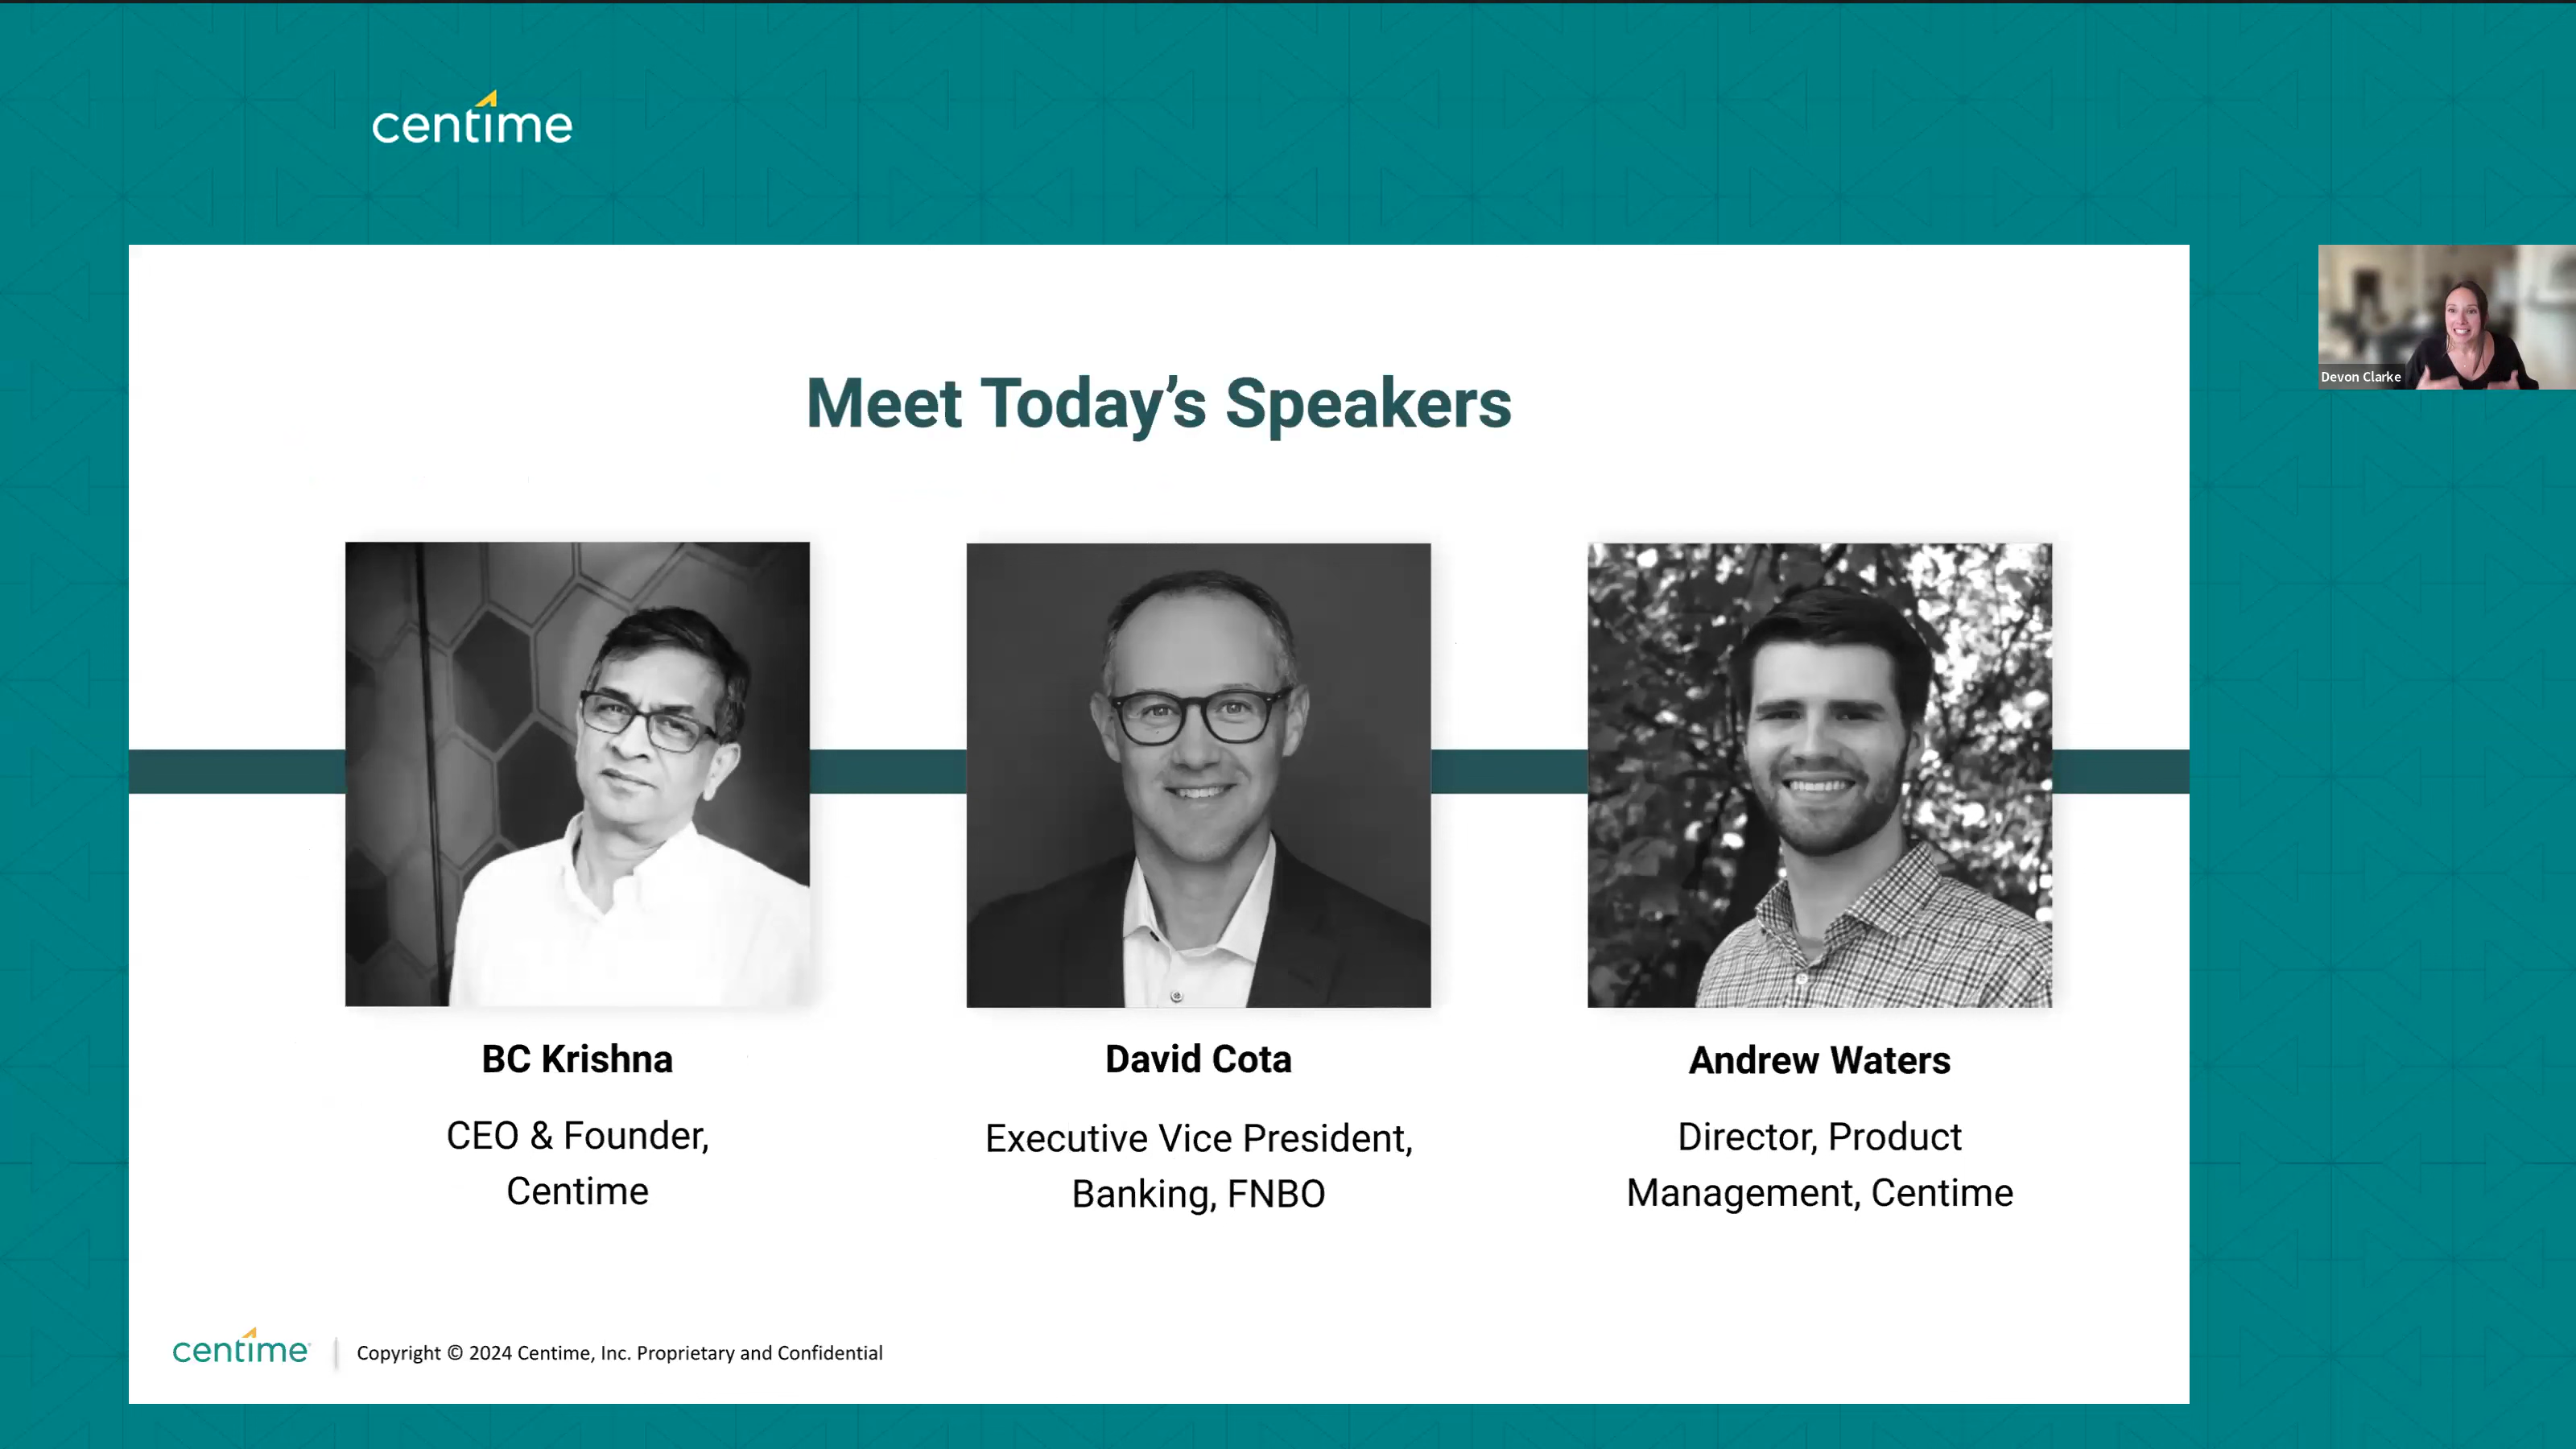 centime
Meet Today’s Speakers
Devon Clarke
BC Krishna
CEO & Founder,
Centime
David Cota
Executive Vice President,
Banking, FNBO
Andrew Waters
Director, Product
Management, Centime
centime
Copyright © 2024 Centime, Inc. Proprietary and Confidential